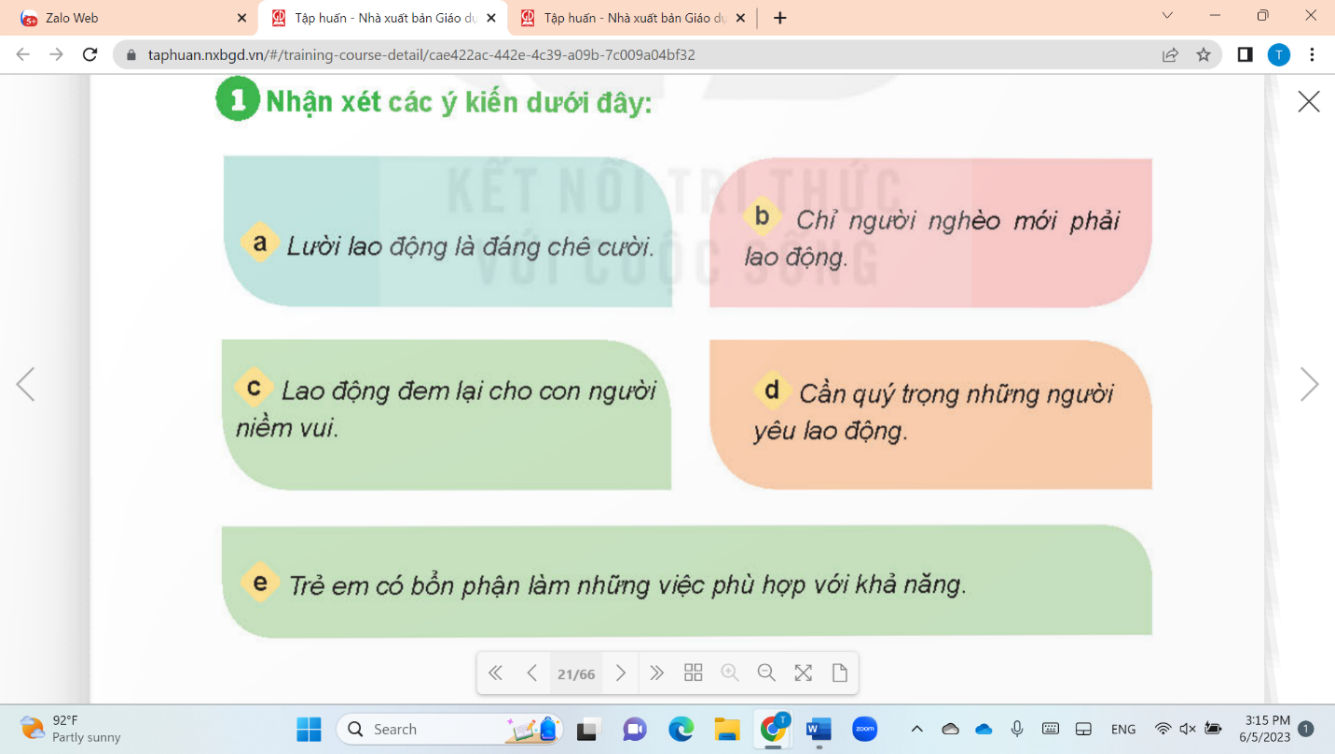 Zalo Web
Tập huấn - Nhà xuất bản Giáo dụ
Tập huấn - Nhà xuất bản Giáo dụ
taphuan.nxbgd.vn/#/training-course-detail/cae422ac-442e-4c39-a09b-7c009a04bf32
T
1 Nhận xét các ý kiến dưới đây:
KẾT NỐI TRI THỨC
VỚI CUỘC SỐNG
a Lười lao động là đáng chê cười.
b Chỉ người nghèo mới phải
lao động.
c Lao động đem lại cho con người
niềm vui.
d Cần quý trọng những người
yêu lao động.
e Trẻ em có bổn phận làm những việc phù hợp với khả năng.
21/66
92°F
Partly sunny
Search
zoom
ENG
3:15 PM
6/5/2023
1